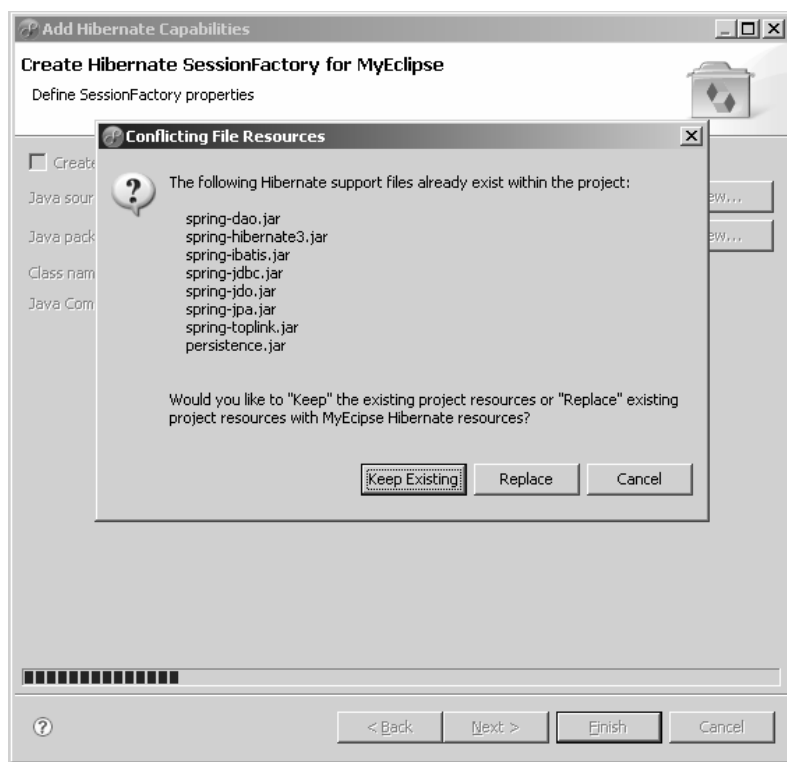 Add Hibernate Capabilities
Create Hibernate SessionFactory for MyEclipse
Define SessionFactory properties
Conflicting File Resources
The following Hibernate support files already exist within the project:
spring-dao.jar
spring-hibernate3.jar
spring-ibatis.jar
spring-jdbc.jar
spring-jdo.jar
spring-jpa.jar
spring-toplink.jar
persistence.jar
Would you like to "Keep" the existing project resources or "Replace" existing
project resources with MyEcipse Hibernate resources?
Keep Existing Replace Cancel
Create
Java sour
ew...
Java pack
ew...
Class nam
Java Com
< Back Next > Finish Cancel